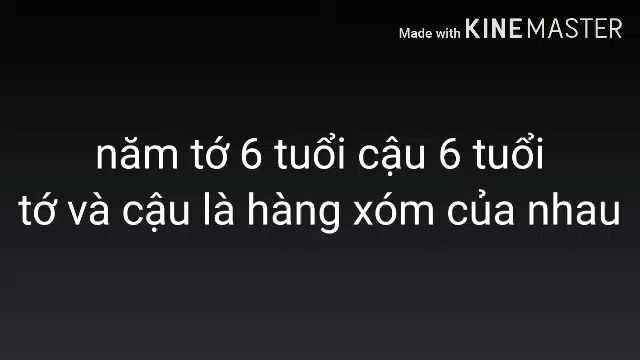 Made with KINEMASTER
năm tớ 6 tuổi cậu 6 tuổi
tớ và cậu là hàng xóm của nhau